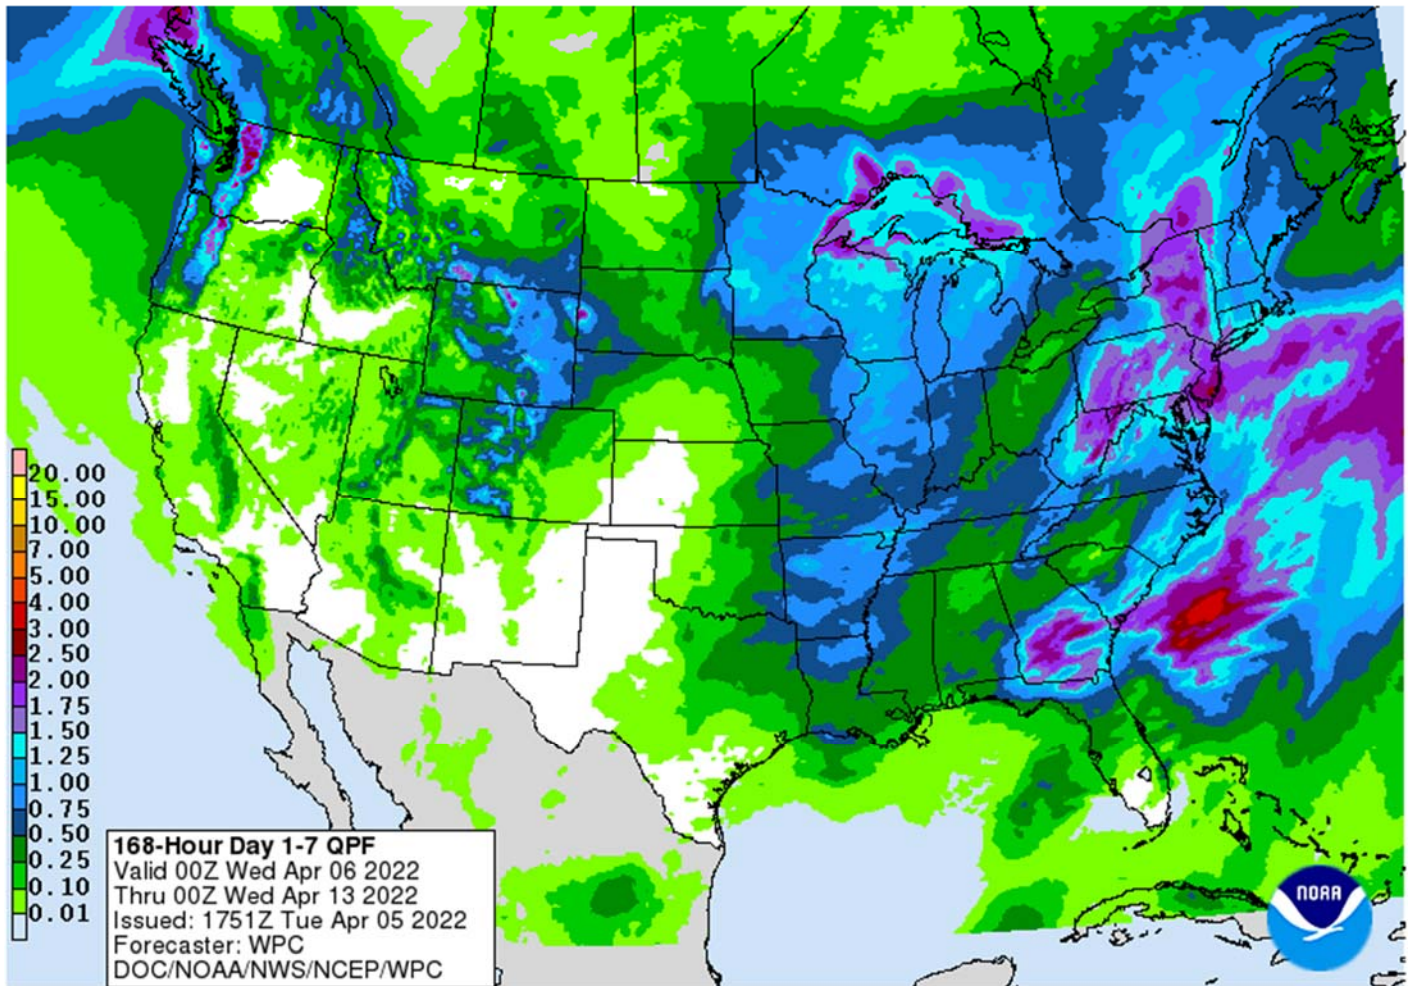 20.00
15.00
10.00
7.00
5.00
4.00
3.00
2.50
2.00
1.75
1.50
1.25
1.00
0.75
0.50
0.25
0.10
0.01
168-Hour Day 1-7 QPF
Valid 00Z Wed Apr 06 2022
Thru 00Z Wed Apr 13 2022
Issued: 1751Z Tue Apr 05 2022
Forecaster: WPC
DOC/NOAA/NWS/NCEP/WPC
NOAA